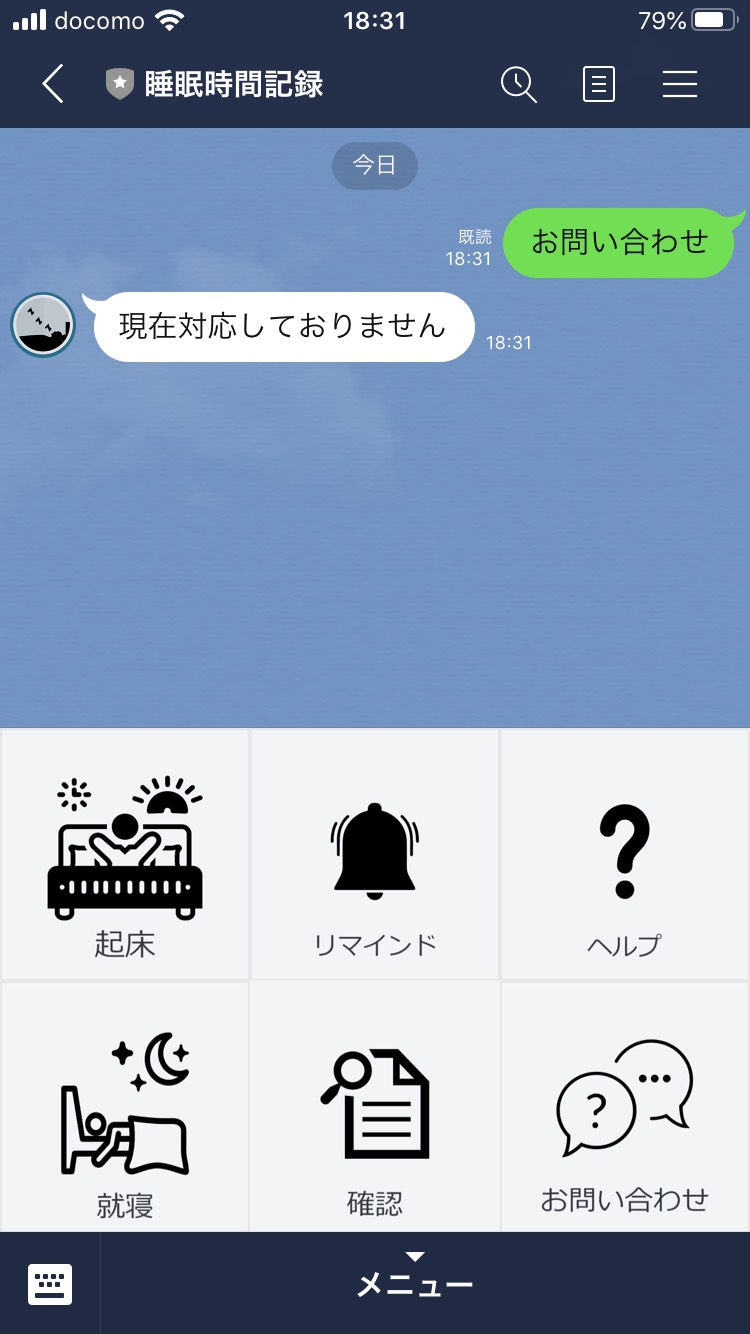 docomo 18:31 79%
睡眠時間記録
今日
既読
18:31
お問い合わせ
現在対応しておりません
18:31
起床 リマインド ヘルプ
就寝 確認 お問い合わせ
メニュー